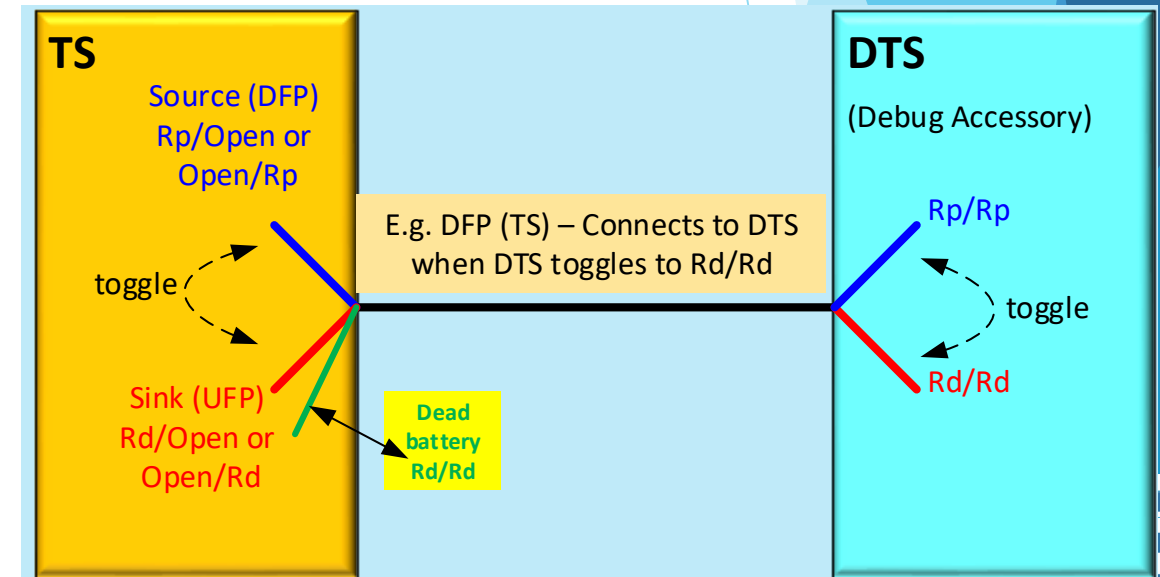 TS
Source (DFP)
Rp/Open or
Open/Rp
toggle
Sink (UFP)
Rd/Open or
Open/Rd
E.g. DFP (TS) – Connects to DTS
when DTS toggles to Rd/Rd
Dead
battery
Rd/Rd
DTS
(Debug Accessory)
Rp/Rp
toggle
Rd/Rd